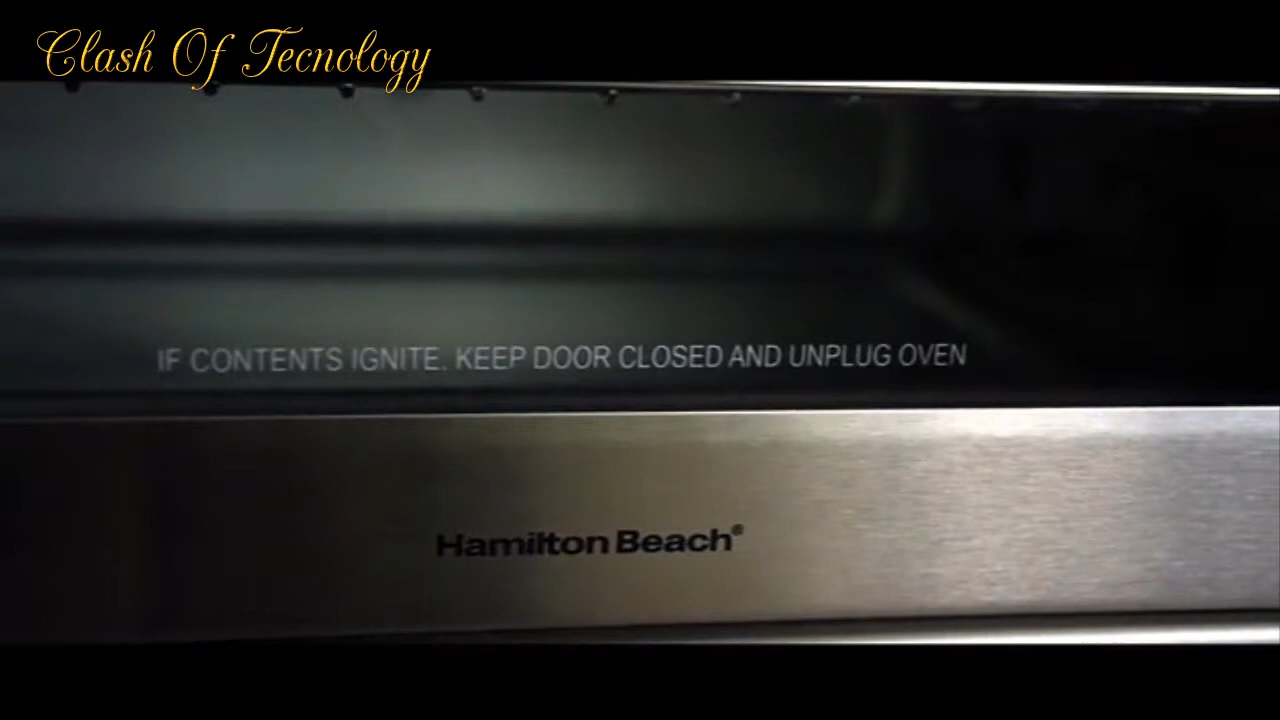 Clash Of Tecnology
IF CONTENTS IGNITE, KEEP DOOR CLOSED AND UNPLUG OVEN
Hamilton Beach®